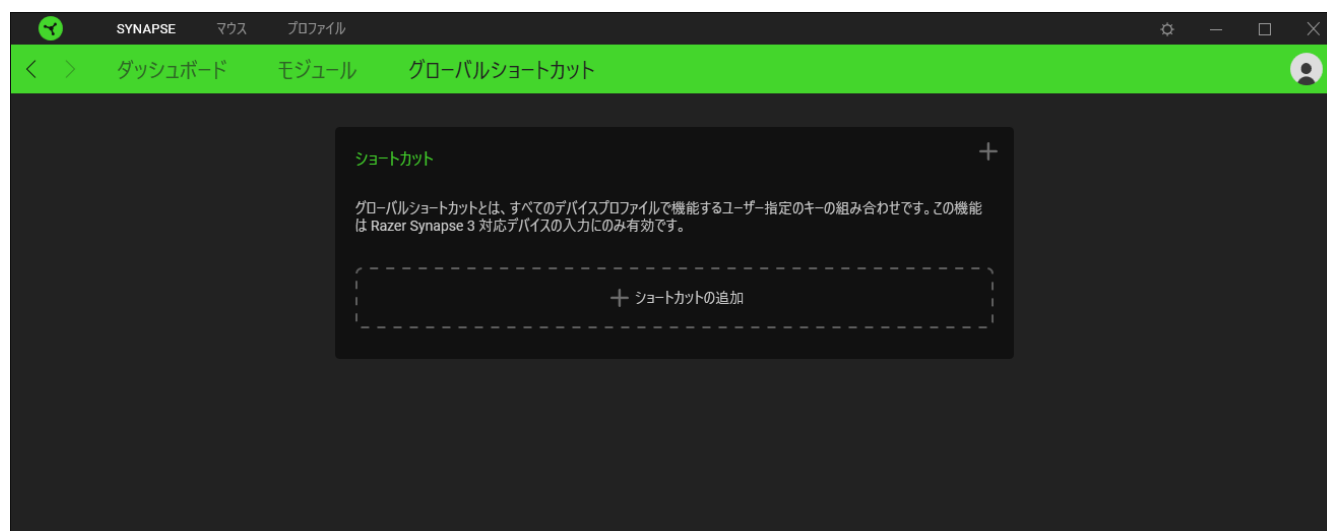 SYNAPSE マウス プロファイル
ダッシュボード モジュール グローバルショートカット
ショートカット
グローバルショートカットとは、すべてのデバイスプロファイルで機能するユーザー指定のキーの組み合わせです。この機能
は Razer Synapse 3 対応デバイスの入力にのみ有効です。
ショートカットの追加